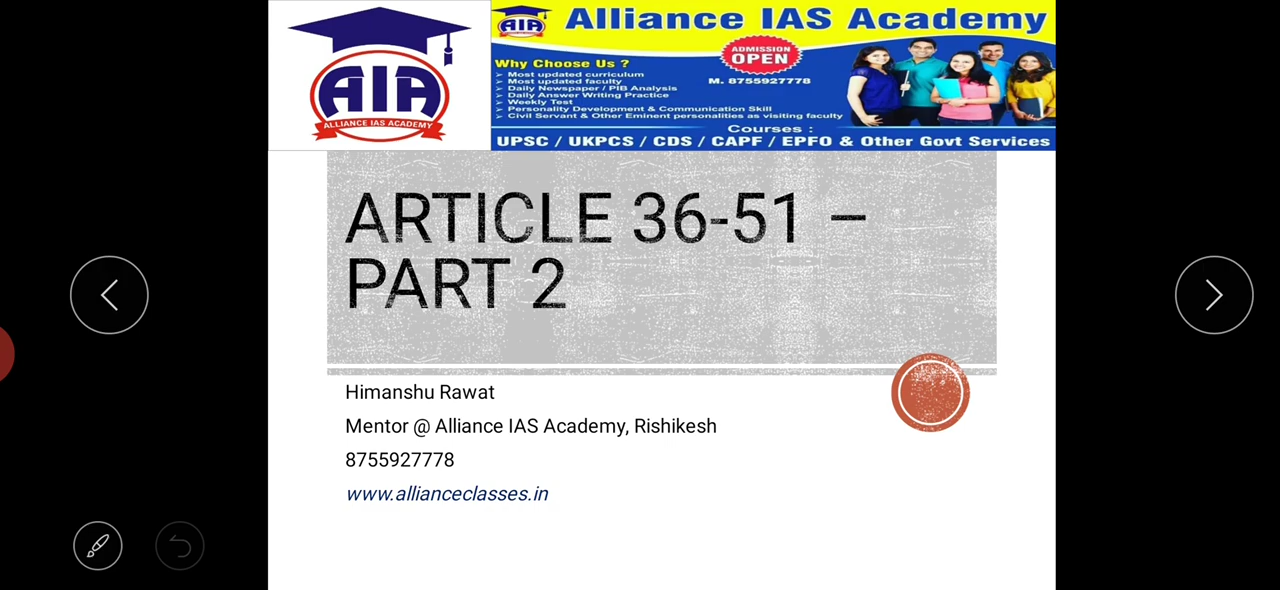 AIA
ALLIANCE IAS ACADEMY
AIA
Alliance IAS Academy
ADMISSION
OPEN
M. 8755927778
Why Choose Us ?
➢ Most updated curriculum
➢ Most updated faculty
➢ Daily Newspaper / PIB Analysis
➢ Daily Answer Writing Practice
➢ Weekly Test
➢ Personality Development & Communication Skill
➢ Civil Servant & Other Eminent personalities as visiting faculty
Courses :
UPSC / UKPCS / CDS / CAPF / EPFO & Other Govt Services
ARTICLE 36-51 –
PART 2
Himanshu Rawat
Mentor @ Alliance IAS Academy, Rishikesh
8755927778
www.allianceclasses.in